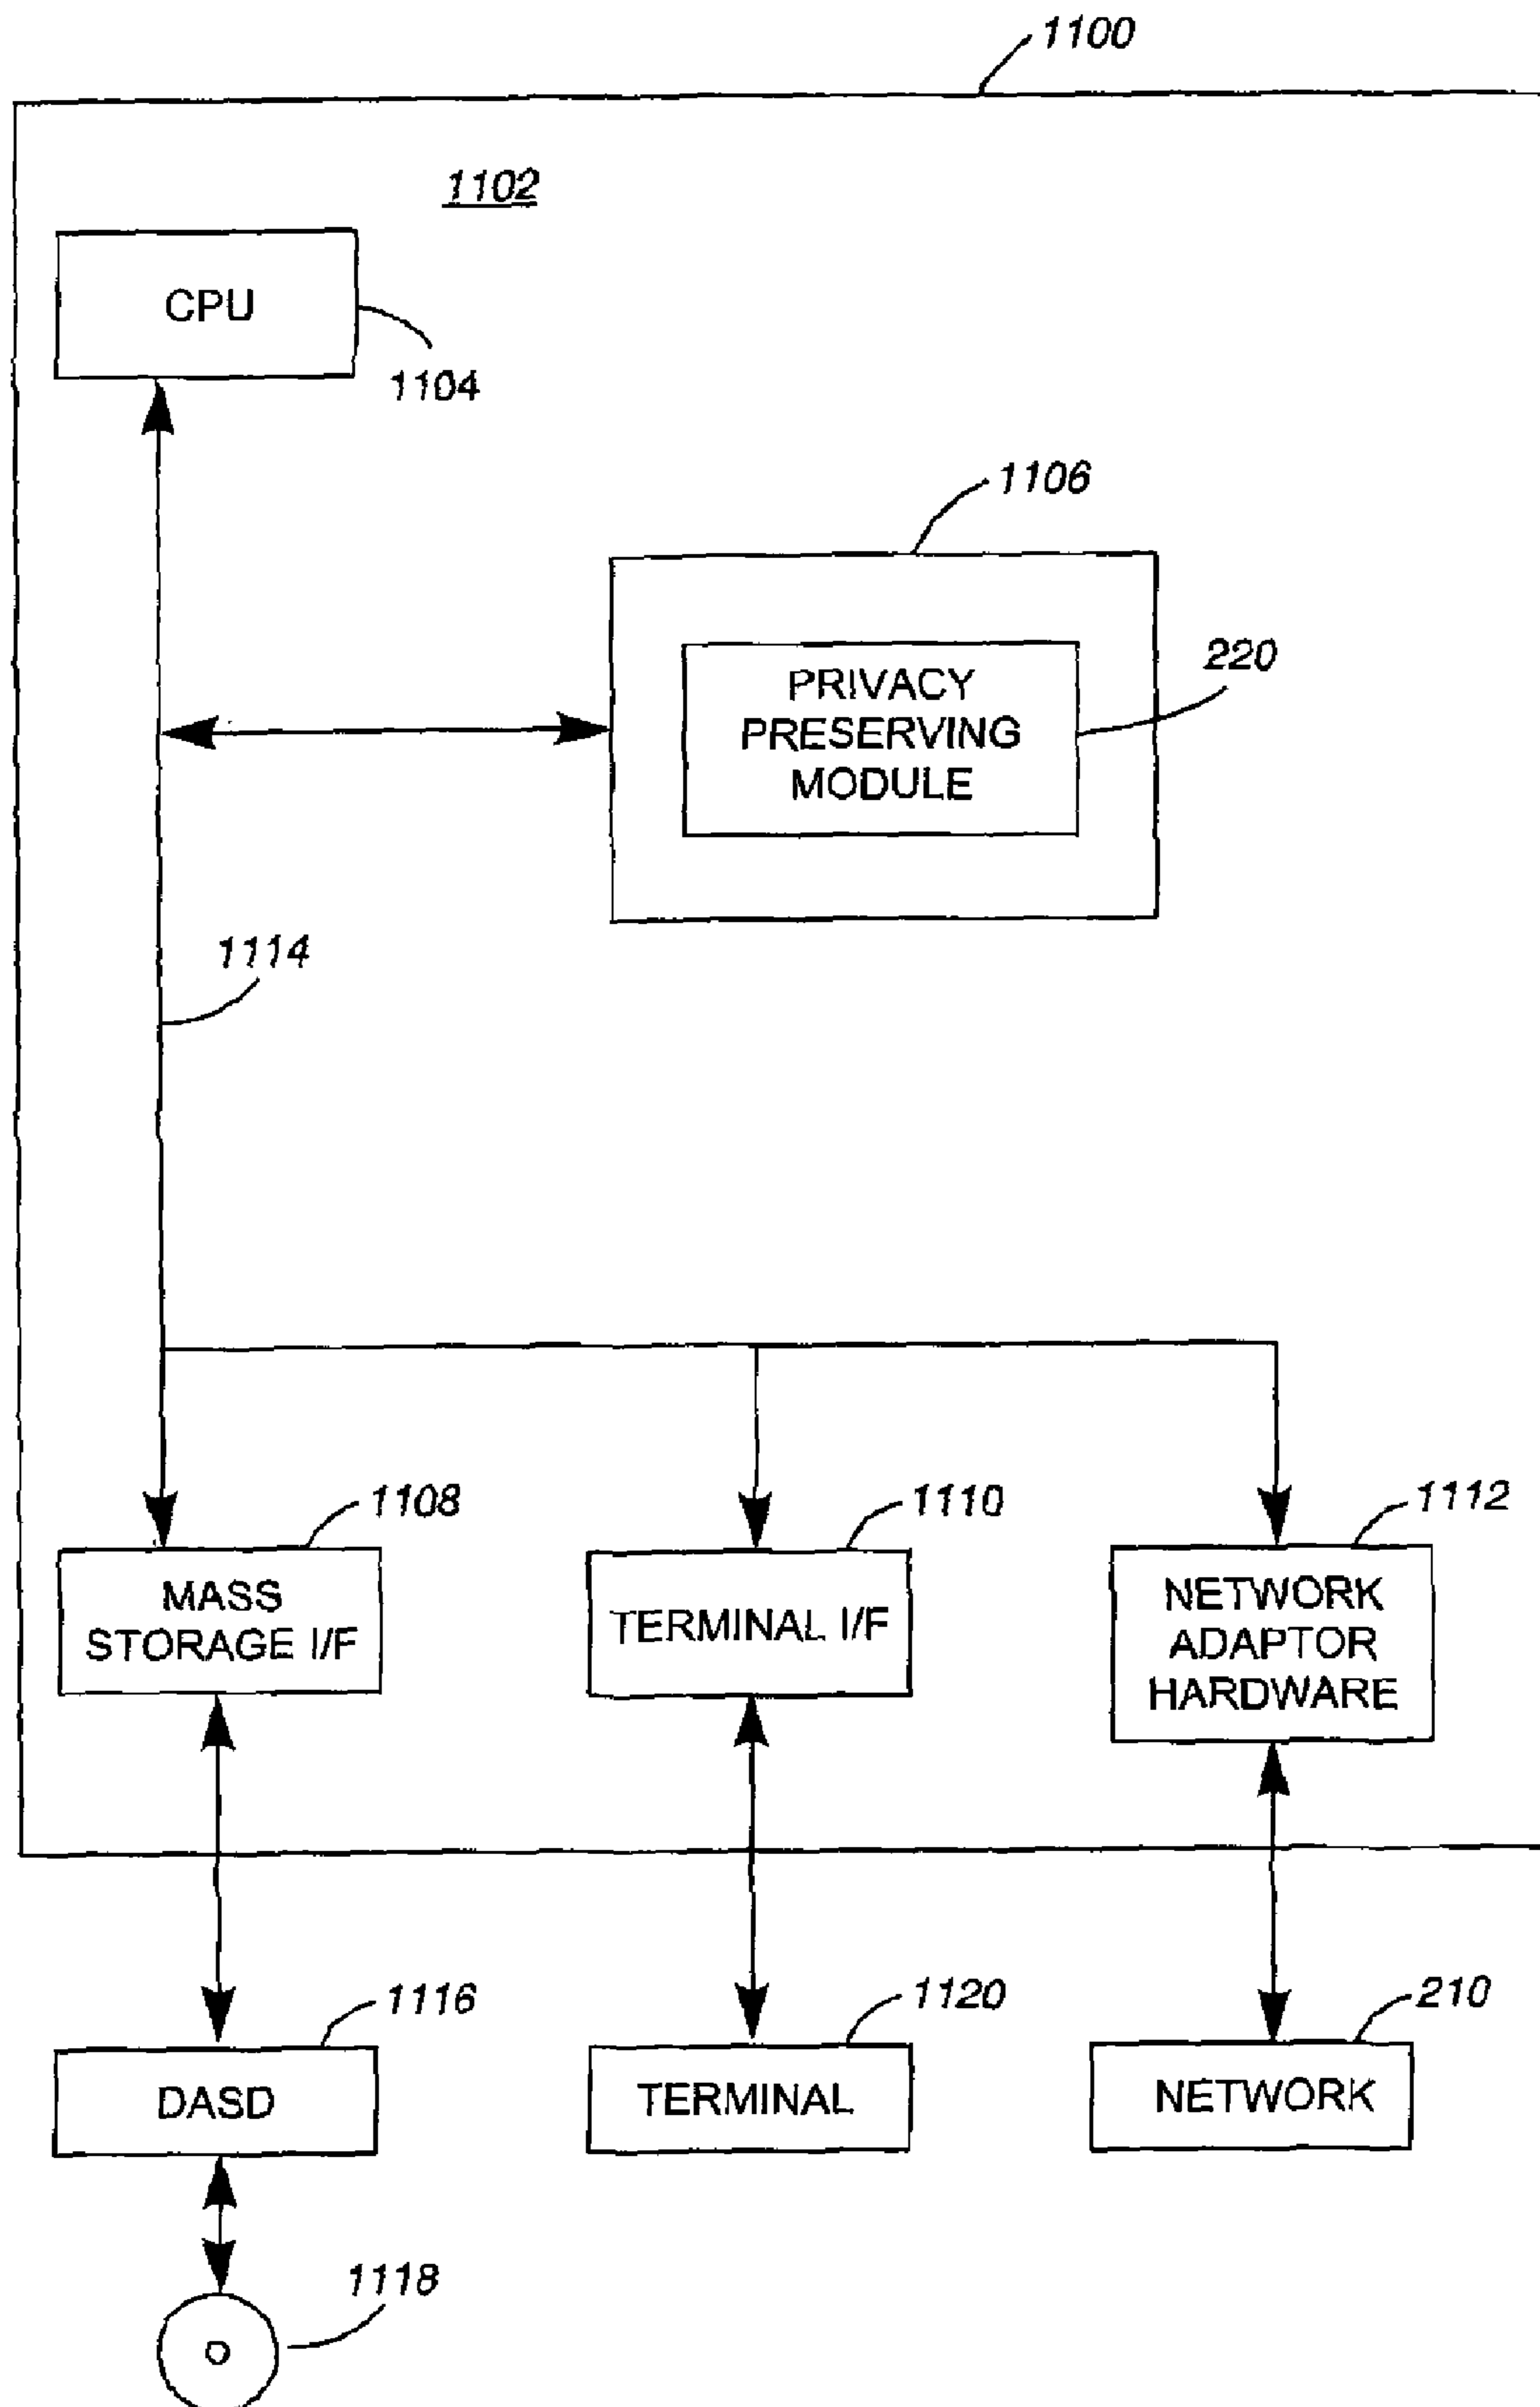 1100
1102
CPU
1104
1106
220
PRIVACY
PRESERVING
MODULE
1114
1108
1110
1112
MASS
STORAGE I/F
TERMINAL I/F
NETWORK
ADAPTOR
HARDWARE
1116
1120
210
DASD
TERMINAL
NETWORK
1118